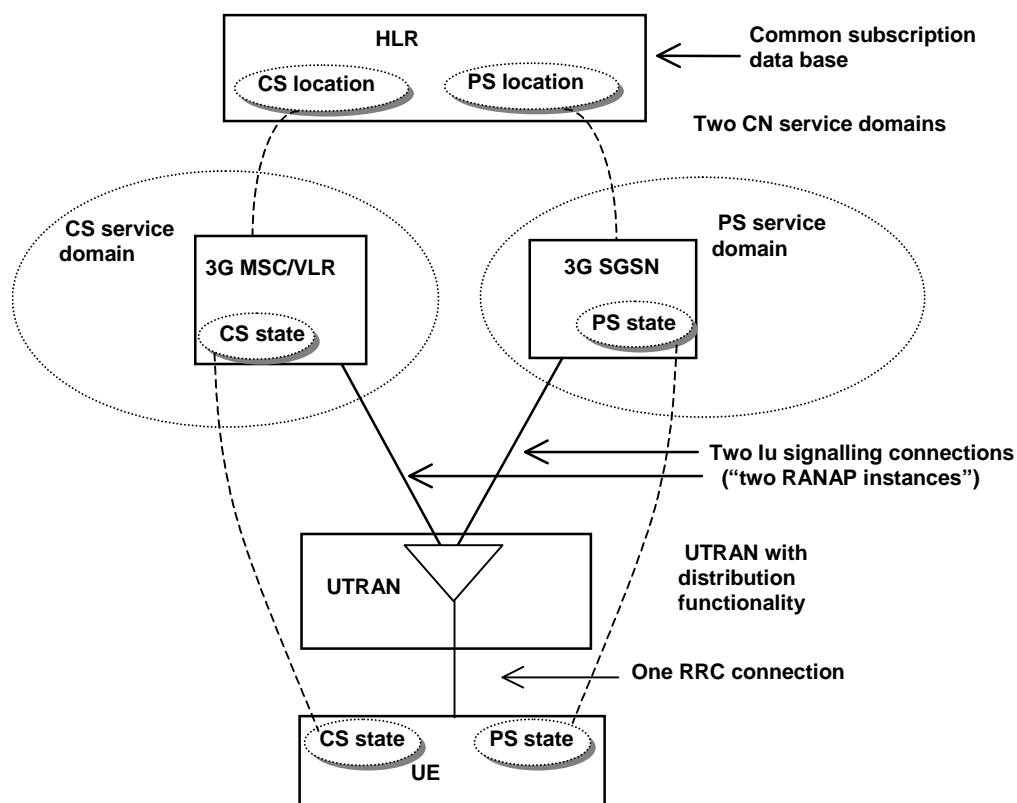 HLR
Common subscription
data base
CS location
PS location
Two CN service domains
CS service
domain
PS service
domain
3G MSC/VLR
3G SGSN
CS state
PS state
Two Iu signalling connections
(“two RANAP instances”)
UTRAN
UTRAN with
distribution
functionality
One RRC connection
CS state
PS state
UE